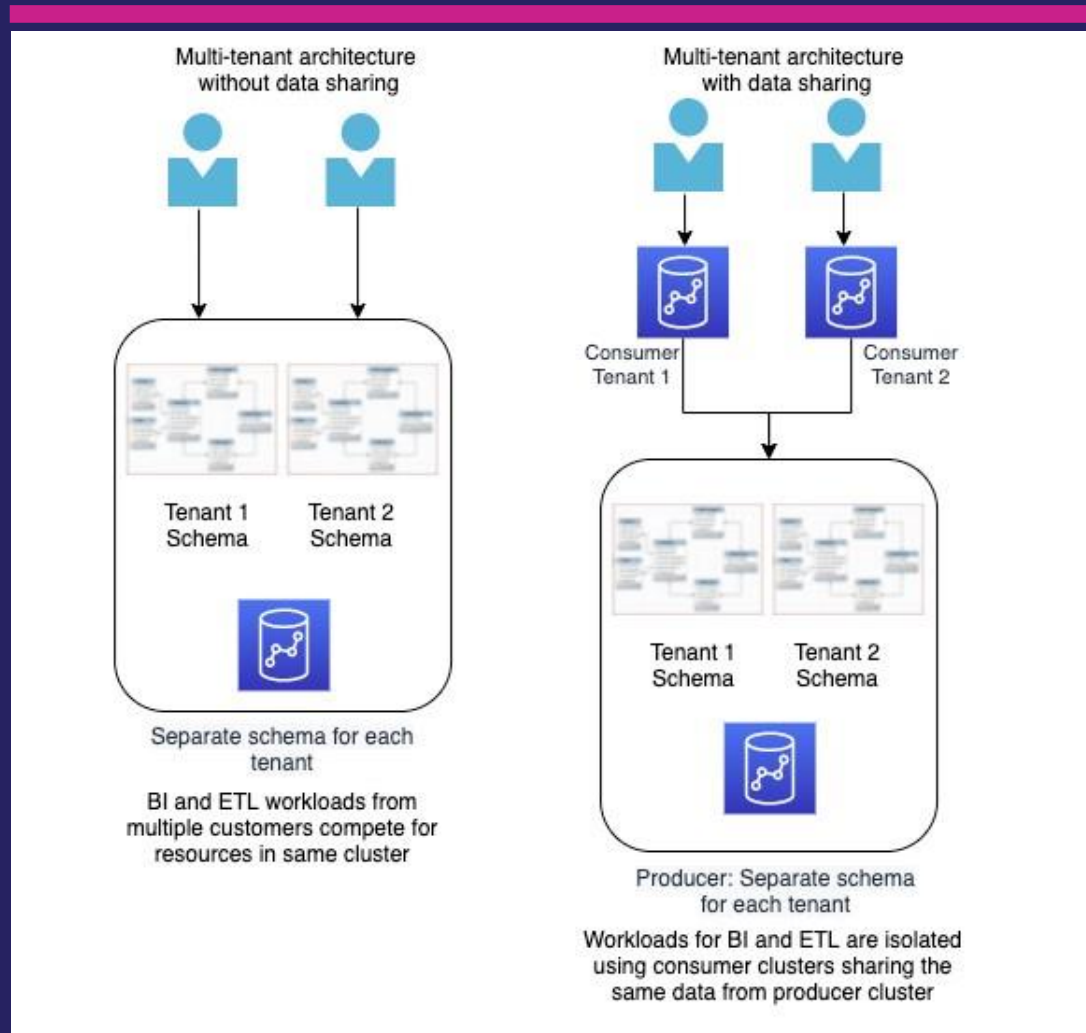 Multi-tenant architecture
without data sharing
Tenant 1
Schema
Tenant 2
Schema
Separate schema for each
tenant
BI and ETL workloads from
multiple customers compete for
resources in same cluster
Multi-tenant architecture
with data sharing
Consumer
Tenant 1
Consumer
Tenant 2
Tenant 1
Schema
Tenant 2
Schema
Producer: Separate schema
for each tenant
Workloads for BI and ETL are isolated
using consumer clusters sharing the
same data from producer cluster